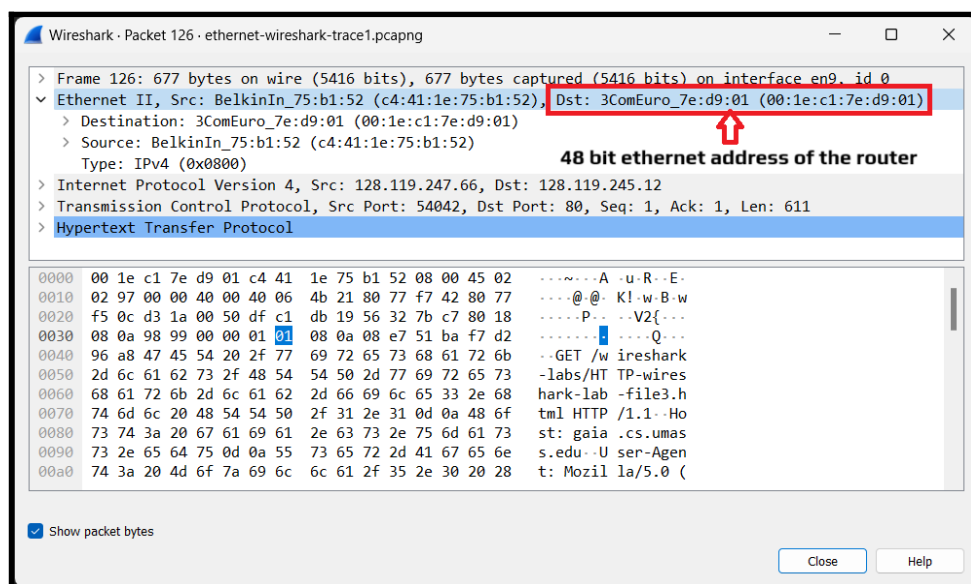 Wireshark · Packet 126 · ethernet-wireshark-trace1.pcapng
Frame 126: 677 bytes on wire (5416 bits), 677 bytes captured (5416 bits) on interface en9, id 0
Ethernet II, Src: BelkinIn_75:b1:52 (c4:41:1e:75:b1:52), Dst: 3ComEuro_7e:d9:01 (00:1e:c1:7e:d9:01)
Destination: 3ComEuro_7e:d9:01 (00:1e:c1:7e:d9:01)
Source: BelkinIn_75:b1:52 (c4:41:1e:75:b1:52)
Type: IPv4 (0x0800)
48 bit ethernet address of the router
Internet Protocol Version 4, Src: 128.119.247.66, Dst: 128.119.245.12
Transmission Control Protocol, Src Port: 54042, Dst Port: 80, Seq: 1, Ack: 1, Len: 611
Hypertext Transfer Protocol
0000 00 1e c1 7e d9 01 c4 41 1e 75 b1 52 08 00 45 02 ···~···A ·u·R··E·
0010 02 97 00 00 40 00 40 06 4b 21 80 77 f7 42 80 77 ····@·@· K!·w·B·w
0020 f5 0c d3 1a 00 50 df c1 db 19 56 32 7b c7 80 18 ·····P·· ··V2{···
0030 08 0a 98 99 00 00 01 01 08 0a 08 e7 51 ba f7 d2 ········ ····Q···
0040 96 a8 47 45 54 20 2f 77 69 72 65 73 68 61 72 6b ··GET /w ireshark
0050 2d 6c 61 62 73 2f 48 54 54 50 2d 77 69 72 65 73 -labs/HT TP-wires
0060 68 61 72 6b 2d 6c 61 62 2d 66 69 6c 65 33 2e 68 hark-lab -file3.h
0070 74 6d 6c 20 48 54 54 50 2f 31 2e 31 0d 0a 48 6f tml HTTP /1.1··Ho
0080 73 74 3a 20 67 61 69 61 2e 63 73 2e 75 6d 61 73 st: gaia .cs.umas
0090 73 2e 65 64 75 0d 0a 55 73 65 72 2d 41 67 65 6e s.edu··U ser-Agen
00a0 74 3a 20 4d 6f 7a 69 6c 6c 61 2f 35 2e 30 20 28 t: Mozil la/5.0 (
Show packet bytes
Close Help